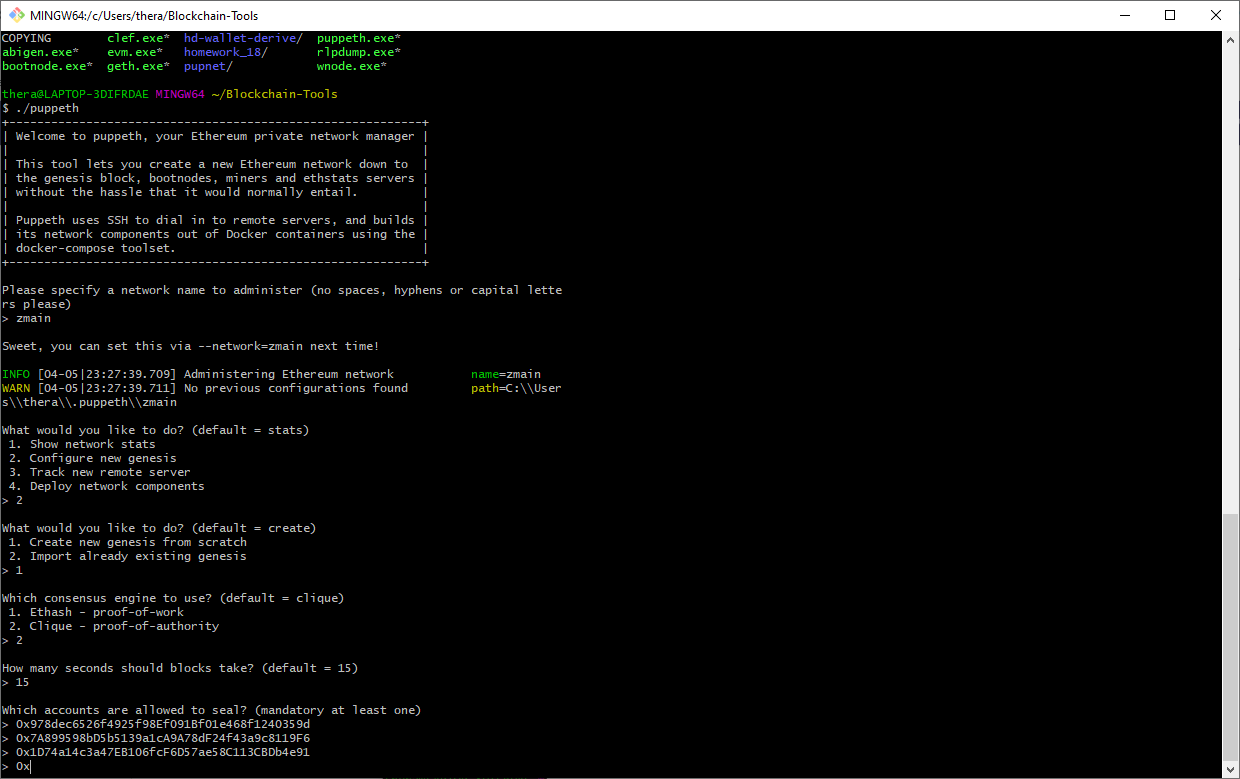 MINGW64:/c/Users/thera/Blockchain-Tools
COPYING clef.exe* hd-wallet-derive/ puppeth.exe*
abigen.exe* evm.exe* homework_18/ rlpdump.exe*
bootnode.exe* geth.exe* pupnet/ wnode.exe*
thera@LAPTOP-3DIFRDAE MINGW64 ~/Blockchain-Tools
$ ./puppeth
+-----------------------------------------------------------+
| Welcome to puppeth, your Ethereum private network manager |
| |
| This tool lets you create a new Ethereum network down to |
| the genesis block, bootnodes, miners and ethstats servers |
| without the hassle that it would normally entail. |
| |
| Puppeth uses SSH to dial in to remote servers, and builds |
| its network components out of Docker containers using the |
| docker-compose toolset. |
+-----------------------------------------------------------+
Please specify a network name to administer (no spaces, hyphens or capital lette
rs please)
> zmain
Sweet, you can set this via --network=zmain next time!
INFO [04-05|23:27:39.709] Administering Ethereum network name=zmain
WARN [04-05|23:27:39.711] No previous configurations found path=C:\\User
s\\thera\\.puppeth\\zmain
What would you like to do? (default = stats)
1. Show network stats
2. Configure new genesis
3. Track new remote server
4. Deploy network components
> 2
What would you like to do? (default = create)
1. Create new genesis from scratch
2. Import already existing genesis
> 1
Which consensus engine to use? (default = clique)
1. Ethash - proof-of-work
2. Clique - proof-of-authority
> 2
How many seconds should blocks take? (default = 15)
> 15
Which accounts are allowed to seal? (mandatory at least one)
> 0x978dec6526f4925f98Ef091Bf01e468f1240359d
> 0x7A899598bD5b5139a1cA9A78dF24f43a9c8119F6
> 0x1D74a14c3a47EB106fcF6D57ae58C113CBDb4e91
> 0x